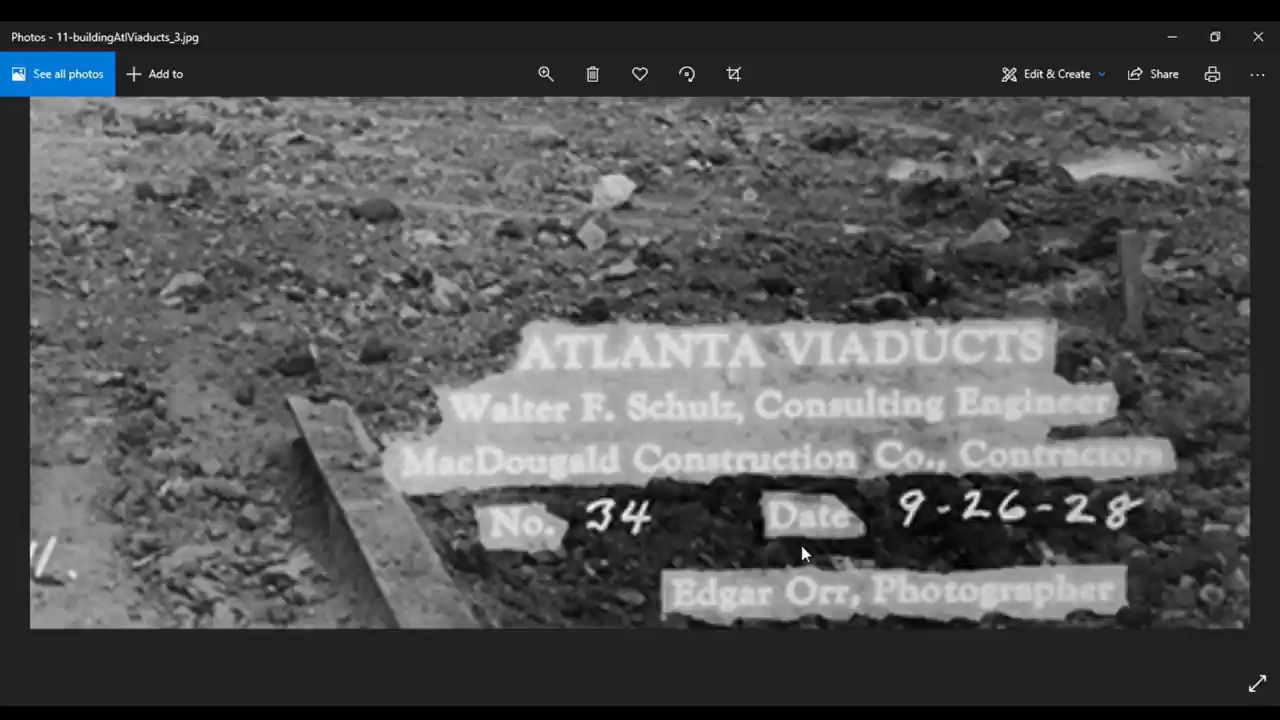 Photos - 11-buildingAtlViaducts_3.jpg
See all photos
Add to
Edit & Create
Share
ATLANTA VIADUCTS
Walter F. Schulz, Consulting Engineer
MacDougald Construction Co., Contractors
No. 34 Date 9-26-28
Edgar Orr, Photographer